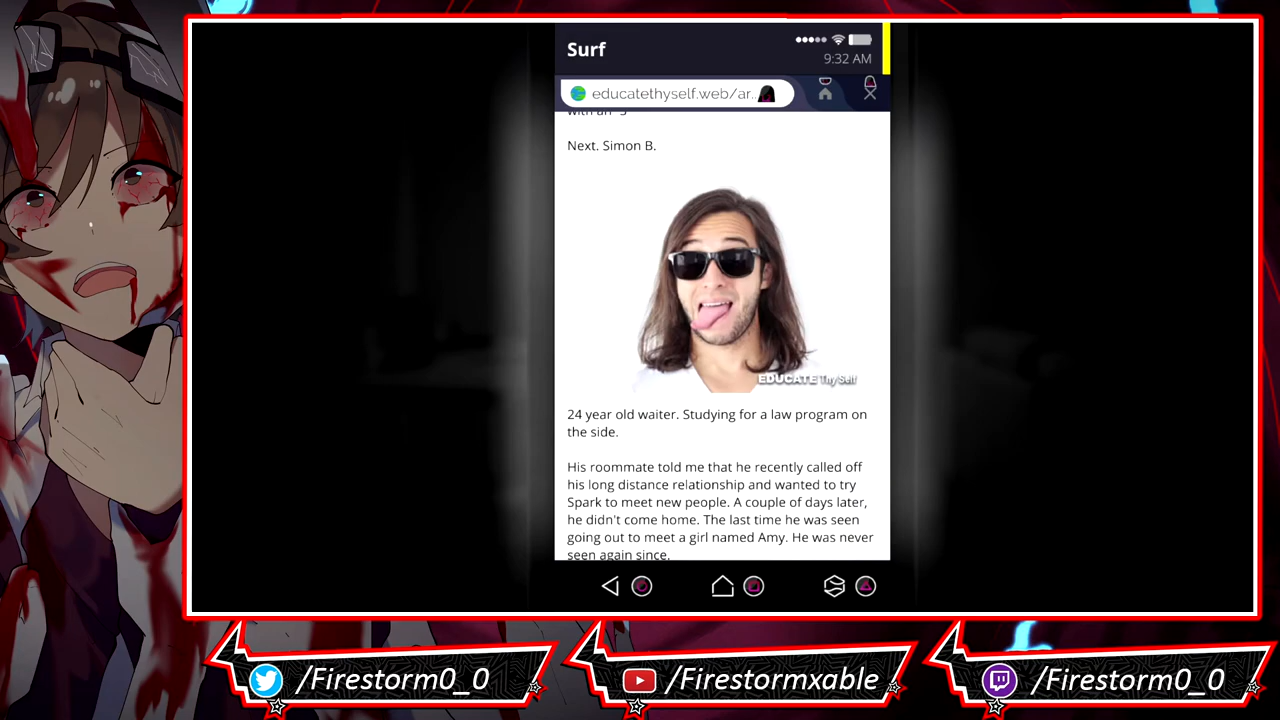 Surf
9:32 AM
educatethyself.web/ar..
Next. Simon B.
EDUCATE Thy Self
24 year old waiter. Studying for a law program on
the side.
His roommate told me that he recently called off
his long distance relationship and wanted to try
Spark to meet new people. A couple of days later,
he didn't come home. The last time he was seen
going out to meet a girl named Amy. He was never
seen again since.
/Firestorm0_0
/Firestormxable
/Firestorm0_0